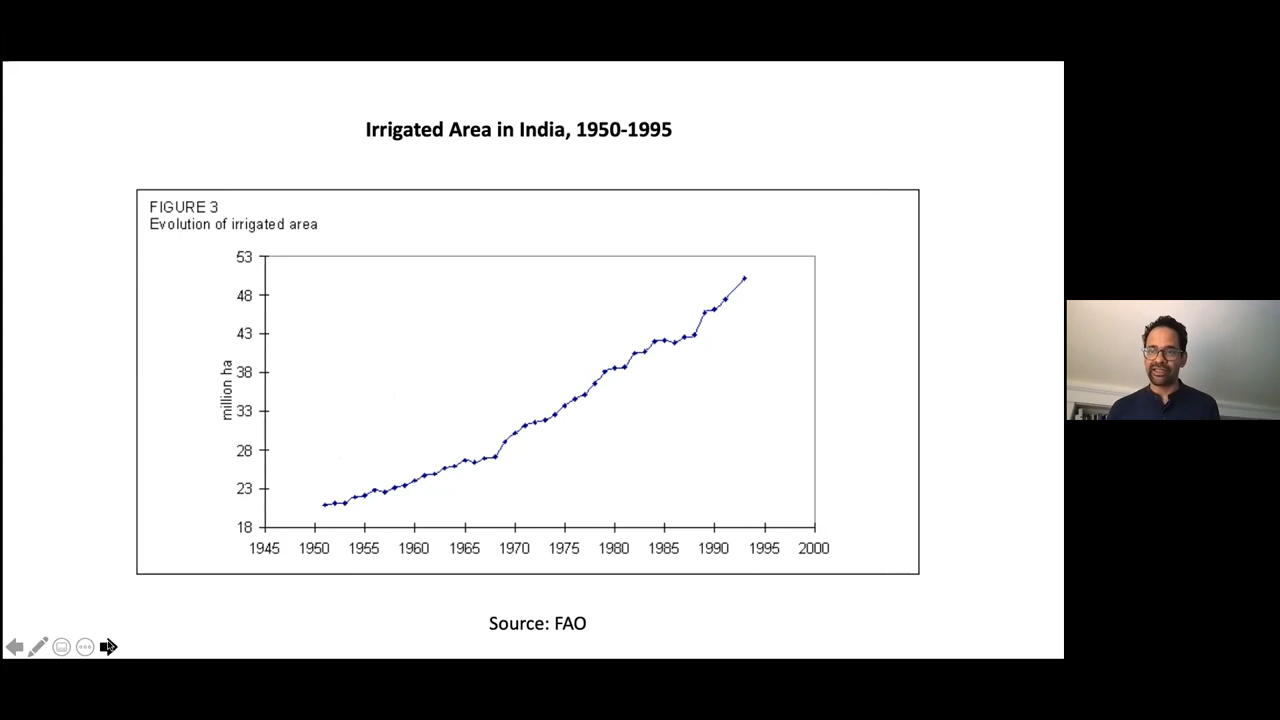 Irrigated Area in India, 1950-1995
FIGURE 3
Evolution of irrigated area
53
48
43
38
33
28
23
18
million ha
1945 1950 1955 1960 1965 1970 1975 1980 1985 1990 1995 2000
Source: FAO